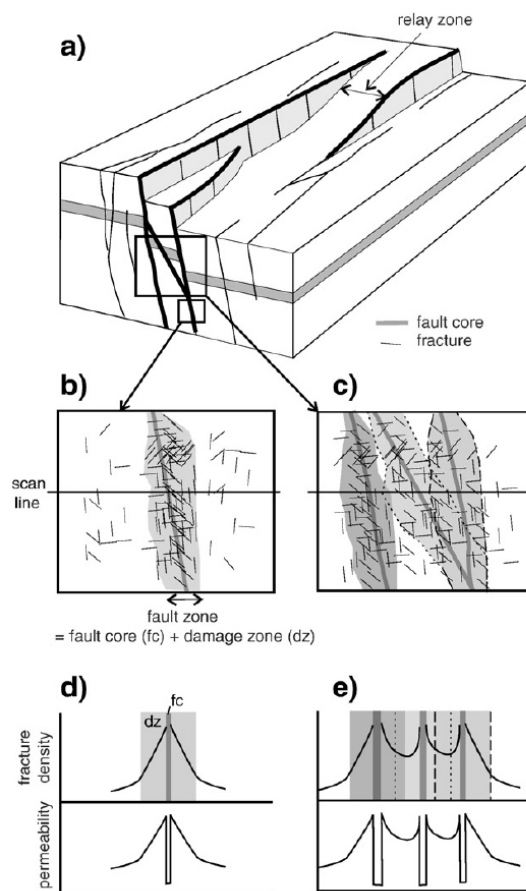 a)
relay zone
fault core
fracture
b)
c)
scan
line
fault zone
= fault core (fc) + damage zone (dz)
d)
e)
fc
dz
fracture
density
permeability